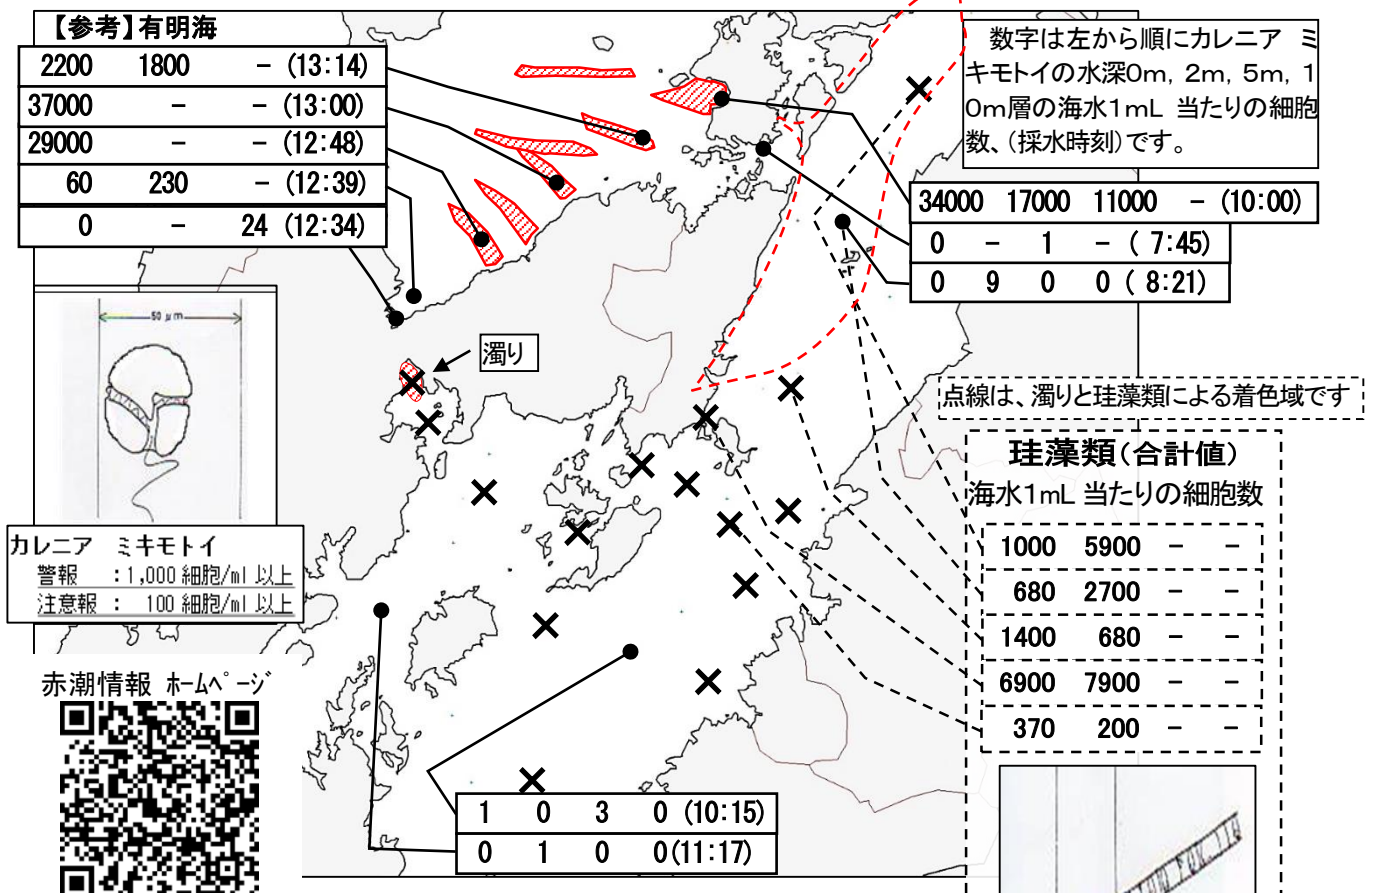 【参考】有明海
2200 1800 − (13:14)
37000 − − (13:00)
29000 − − (12:48)
60 230 − (12:39)
0 − 24 (12:34)
数字は左から順にカレニア ミ
キモトイの水深0m, 2m, 5m, 1
0m層の海水1mL 当たりの細胞
数、（採水時刻）です。
34000 17000 11000 − (10:00)
0 − 1 − ( 7:45)
0 9 0 0 ( 8:21)
50 μm
濁り
点線は、濁りと珪藻類による着色域です
カレニア ミキモトイ
警報 ：1,000 細胞/ml 以上
注意報 ： 100 細胞/ml 以上
珪藻類（合計値）
海水1mL 当たりの細胞数
1000 5900 − −
680 2700 − −
1400 680 − −
6900 7900 − −
370 200 − −
赤潮情報 ﾎｰﾑﾍﾟｰｼﾞ
1 0 3 0 (10:15)
0 1 0 0(11:17)